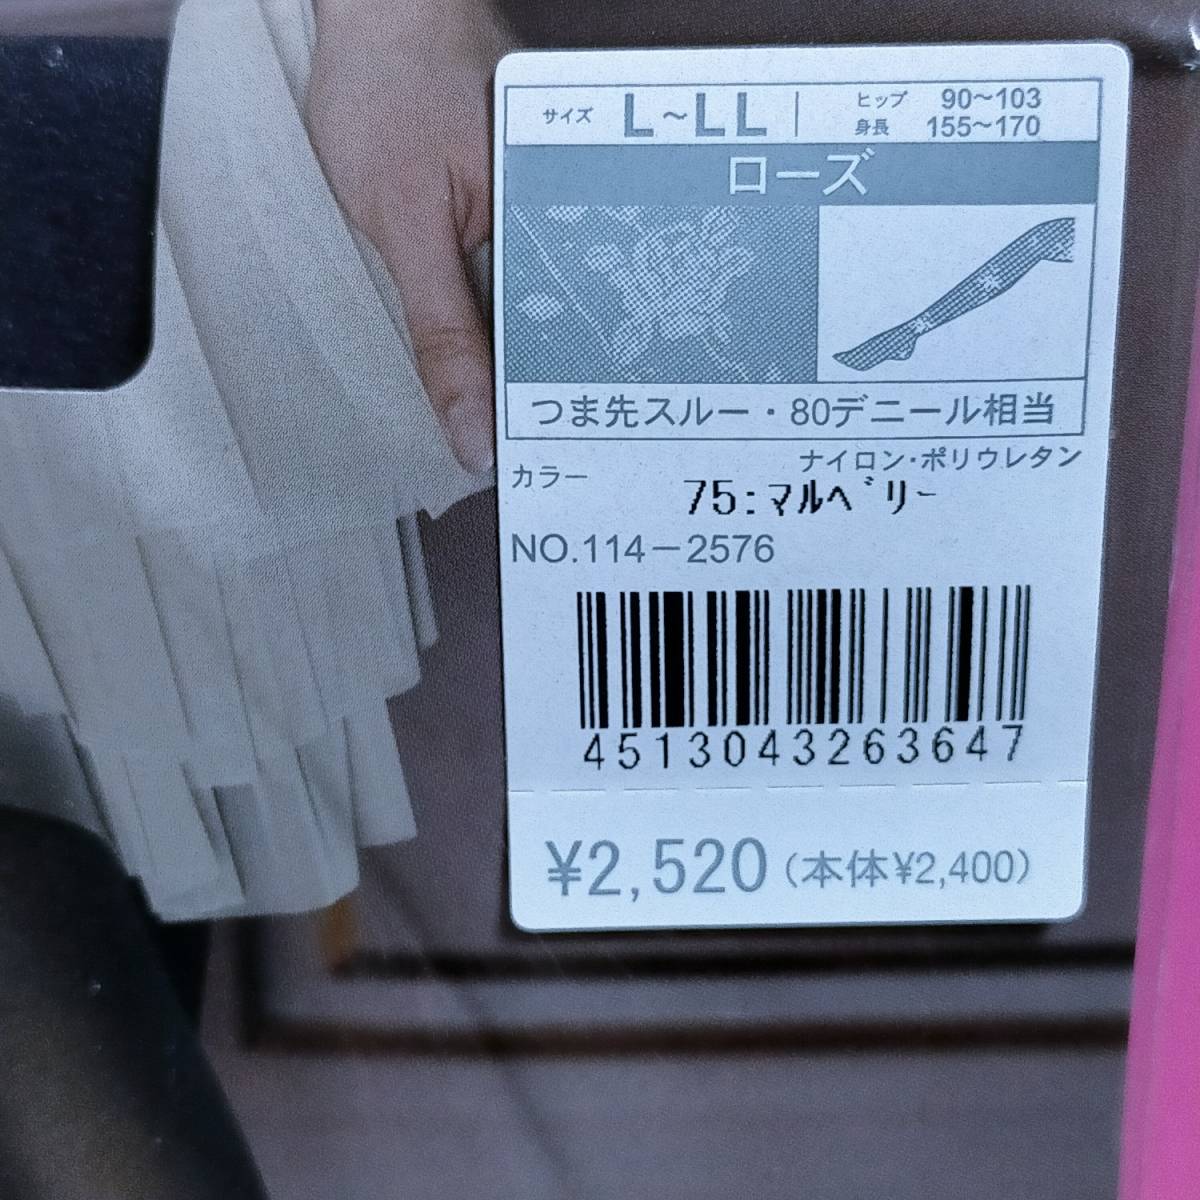 サイズ L～LL ヒップ 90～103
身長 155～170
ローズ
つま先スルー・80デニール相当
ナイロン・ポリウレタン
カラー 75:マルベリー
NO.114－2576
4513043263647
¥2,520（本体¥2,400）